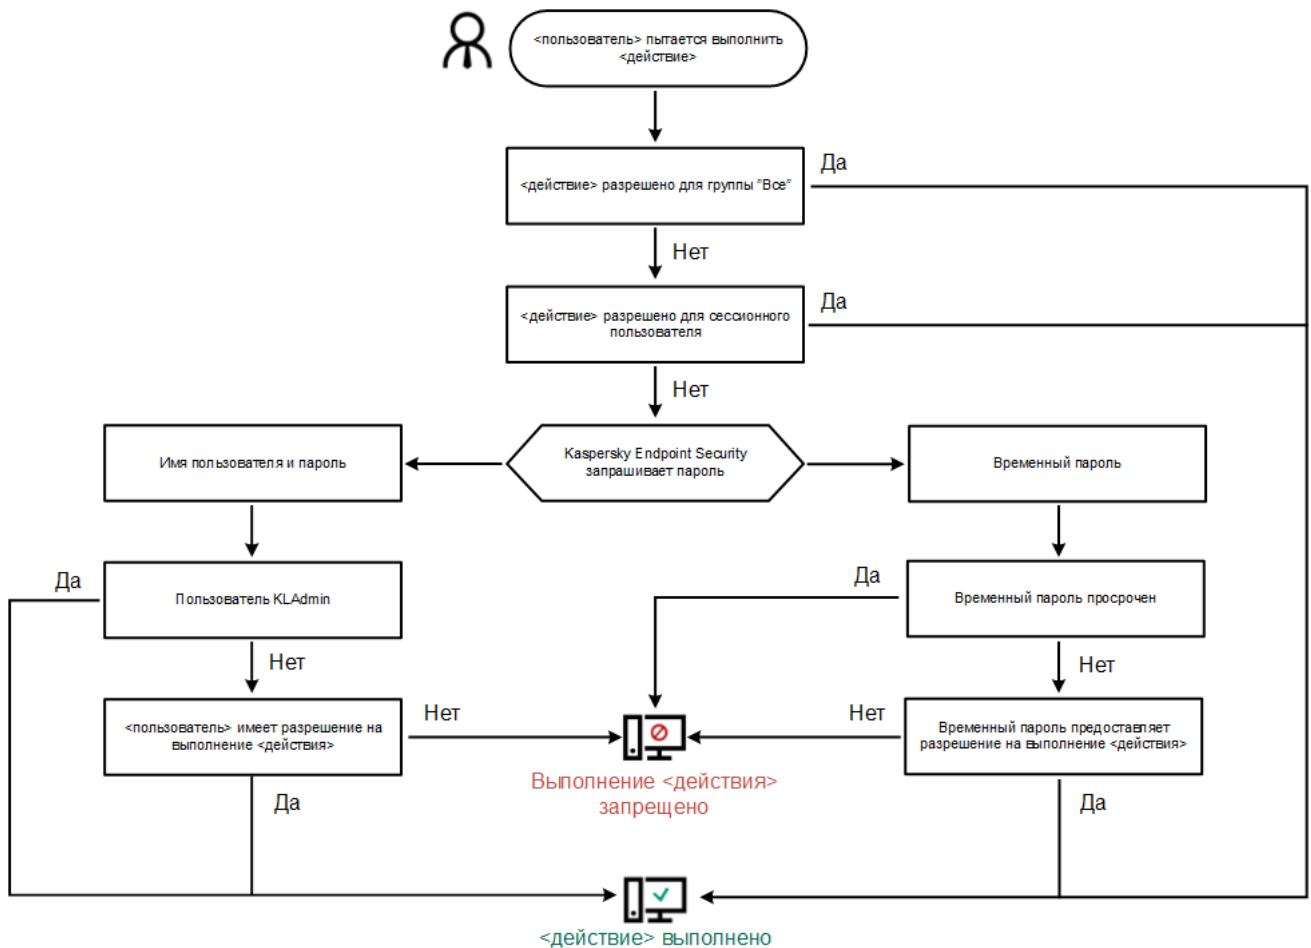 <пользователь> пытается выполнить
<действие>
<действие> разрешено для группы "Все"
Да
Нет
<действие> разрешено для сессионного
пользователя
Да
Нет
Kaspersky Endpoint Security
запрашивает пароль
Имя пользователя и пароль
Временный пароль
Да
Пользователь KLAdmin
Нет
Да
Временный пароль просрочен
Нет
<пользователь> имеет разрешение на
выполнение <действия>
Нет
Да
Нет
Временный пароль предоставляет
разрешение на выполнение <действия>
Да
Выполнение <действия>
запрещено
<действие> выполнено